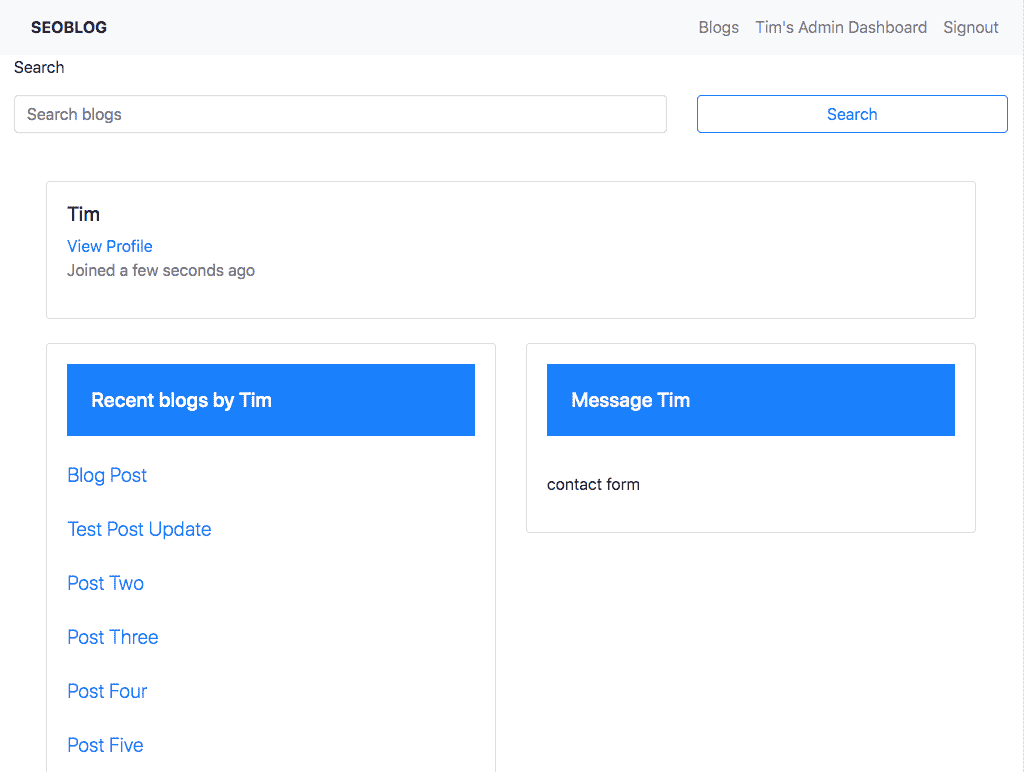 SEOBLOG
Blogs Tim's Admin Dashboard Signout
Search
Search blogs
Search
Tim
View Profile
Joined a few seconds ago
Recent blogs by Tim
Blog Post
Test Post Update
Post Two
Post Three
Post Four
Post Five
Message Tim
contact form